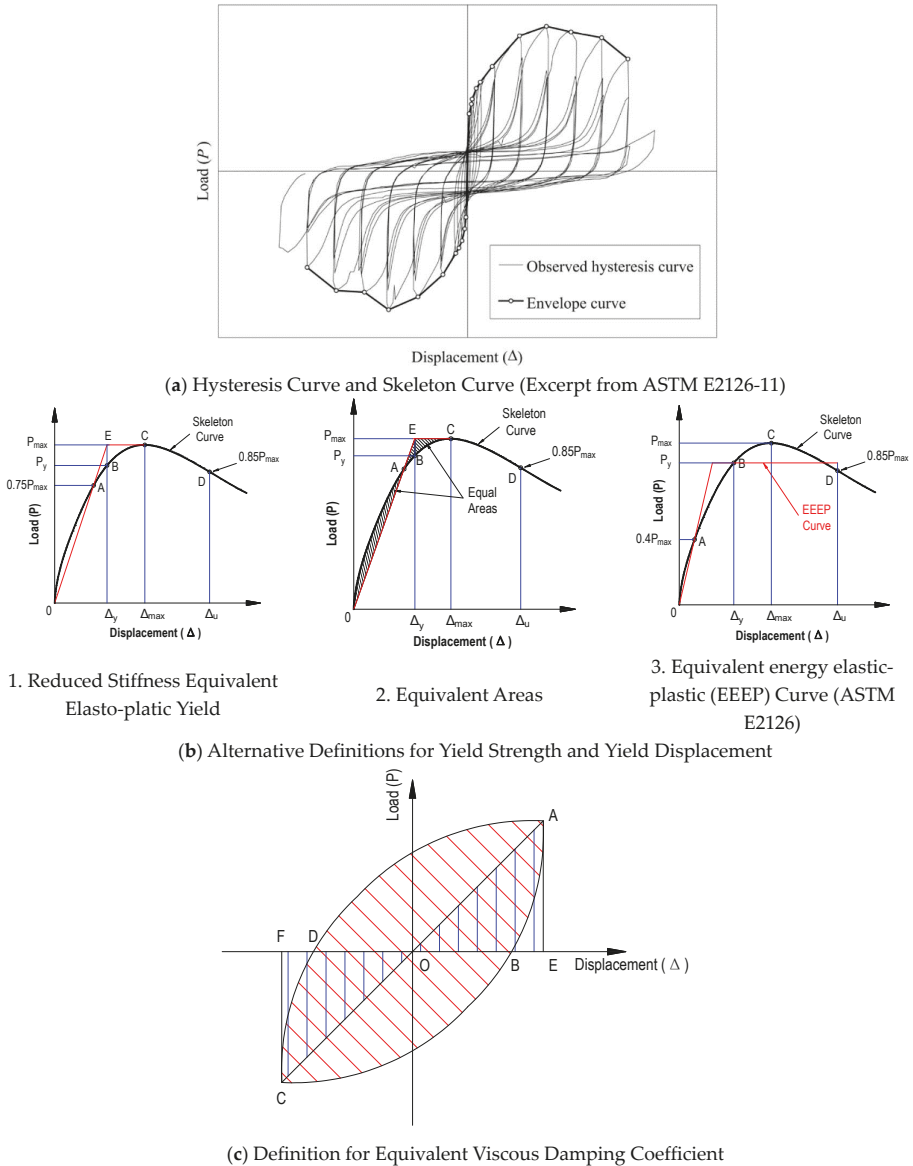 Load (P)
Observed hysteresis curve
Envelope curve
Displacement (Δ)
(a) Hysteresis Curve and Skeleton Curve (Excerpt from ASTM E2126-11)
Load (P)
Pmax
Py
0.75Pmax
E
C
B
A
D
Skeleton
Curve
0.85Pmax
0
Δy
Δmax
Δu
Displacement ( Δ )
Load (P)
Pmax
Py
E
C
A
B
D
Skeleton
Curve
0.85Pmax
Equal
Areas
0
Δy
Δmax
Δu
Displacement ( Δ )
Load (P)
Pmax
Py
0.4Pmax
C
B
A
D
Skeleton
Curve
0.85Pmax
EEEP
Curve
0
Δy
Δmax
Δu
Displacement ( Δ )
1. Reduced Stiffness Equivalent
Elasto-platic Yield
2. Equivalent Areas
3. Equivalent energy elastic-
plastic (EEEP) Curve (ASTM
E2126)
(b) Alternative Definitions for Yield Strength and Yield Displacement
Load (P)
A
F
D
O
B
E
Displacement ( Δ )
C
(c) Definition for Equivalent Viscous Damping Coefficient